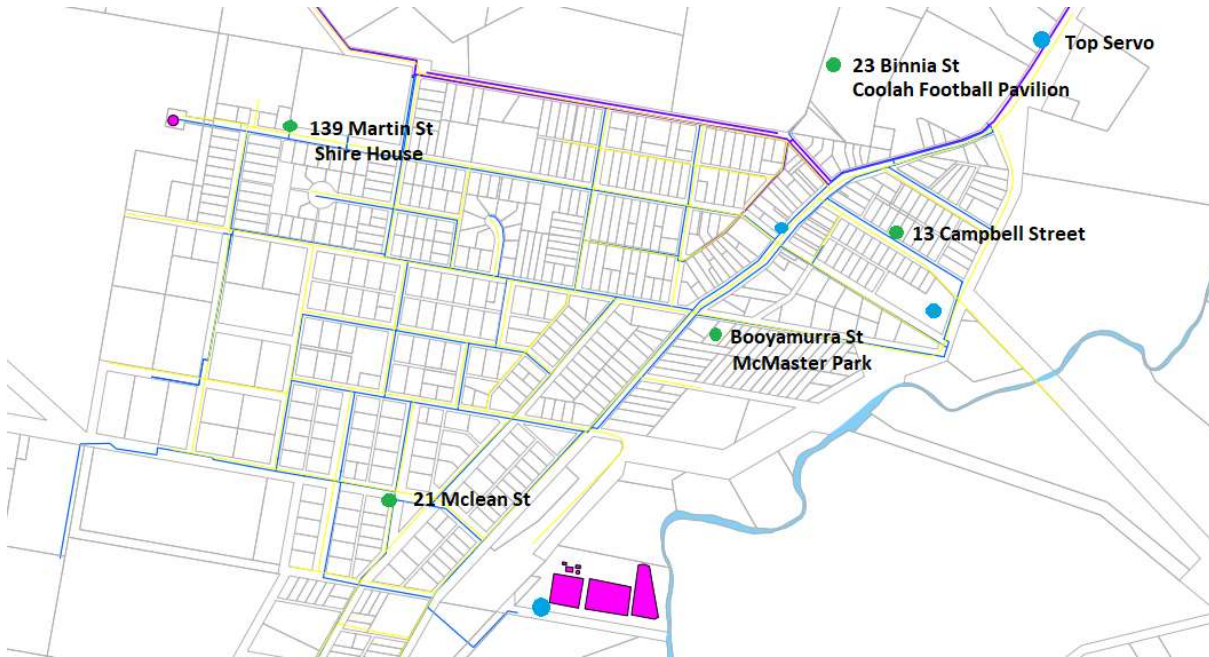 Top Servo
23 Binnia St
Coolah Football Pavilion
139 Martin St
Shire House
13 Campbell Street
Booyamurra St
McMaster Park
21 Mclean St